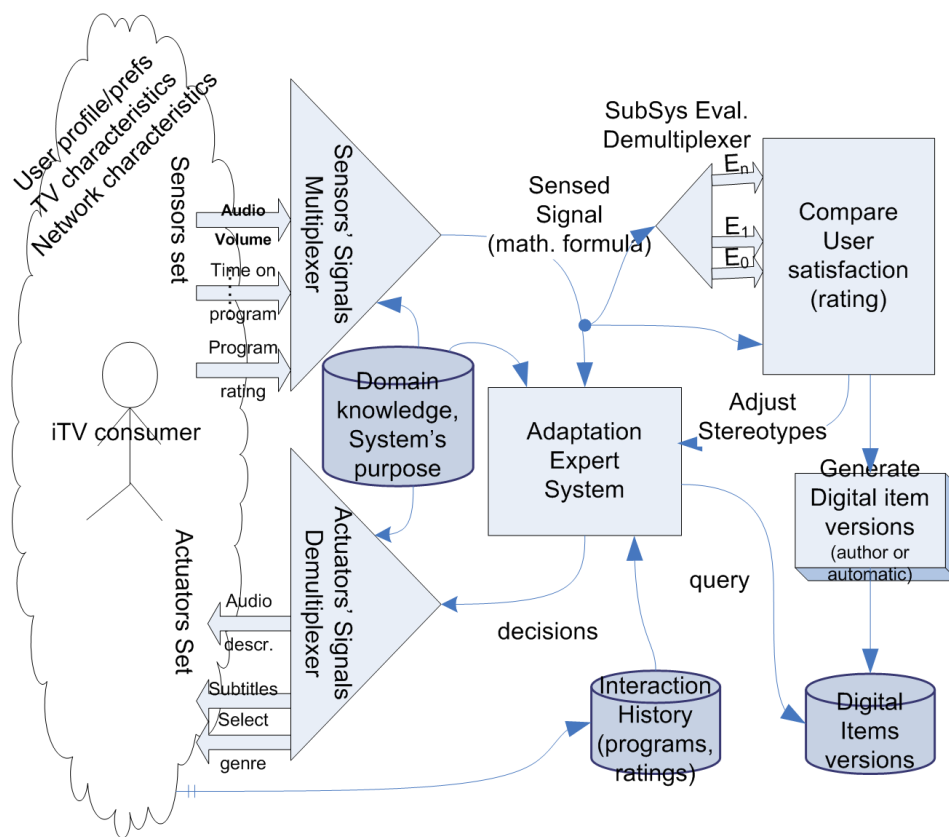 User profile/prefs
TV characteristics
Network characteristics
Sensors set
Audio
Volume
Time on
program
Program
rating
Sensors' Signals
Multiplexer
Sensed
Signal
(math. formula)
SubSys Eval.
Demultiplexer
En
E1
E0
Compare
User
satisfaction
(rating)
iTV consumer
Domain
knowledge,
System's
purpose
Adaptation
Expert
System
Adjust
Stereotypes
Generate
Digital item
versions
(author or
automatic)
Actuators Set
Audio
descr.
Subtitles
Select
genre
Actuators' Signals
Demultiplexer
decisions
query
Interaction
History
(programs,
ratings)
Digital
Items
versions